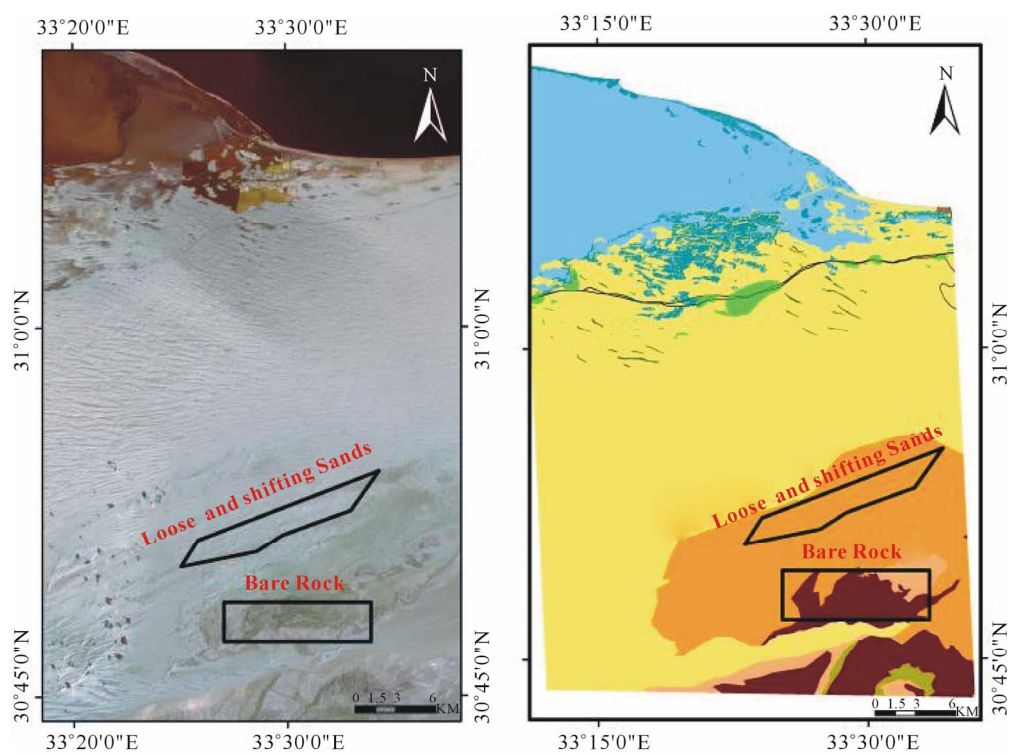 33°20'0"E 33°30'0"E
N
31°0'0"N
31°0'0"N
Loose and shifting Sands
Bare Rock
30°45'0"N
30°45'0"N
0 1.5 3 6
KM
33°20'0"E 33°30'0"E
33°15'0"E 33°30'0"E
N
31°0'0"N
Loose and shifting Sands
Bare Rock
30°45'0"N
0 1.5 3 6
KM
33°15'0"E 33°30'0"E